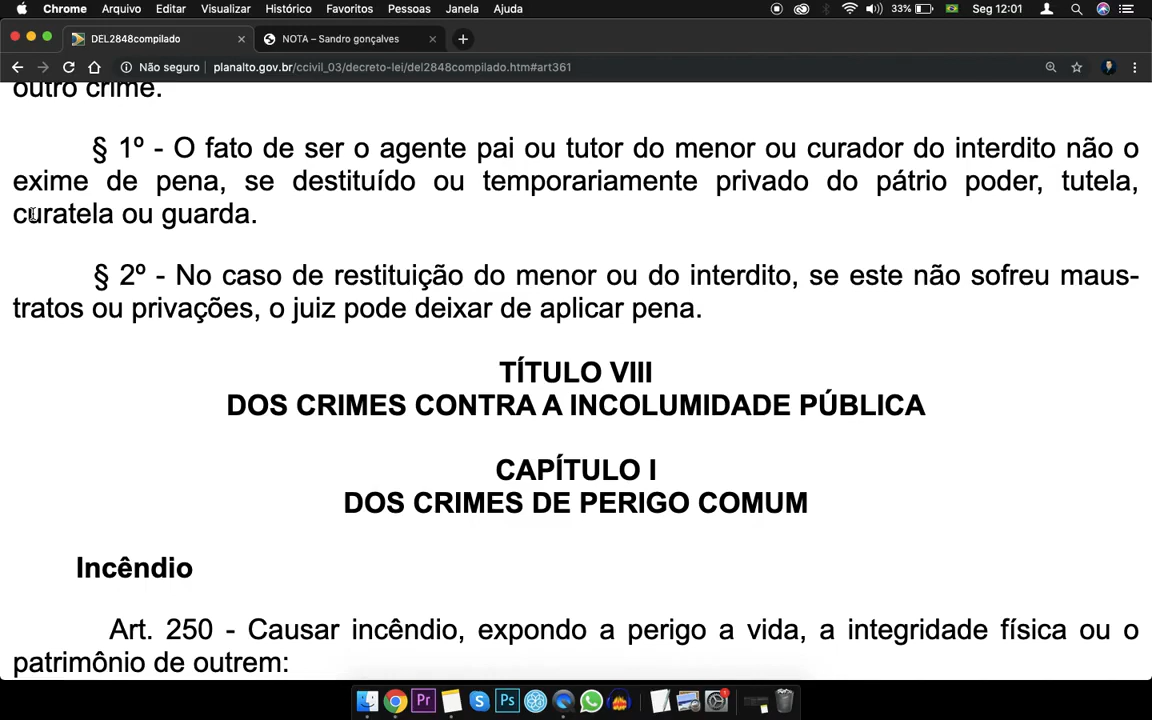 Chrome Arquivo Editar Visualizar Histórico Favoritos Pessoas Janela Ajuda 33% Seg 12:01
DEL2848compilado NOTA – Sandro gonçalves
Não seguro planalto.gov.br/ccivil_03/decreto-lei/del2848compilado.htm#art361
outro crime.
§ 1º - O fato de ser o agente pai ou tutor do menor ou curador do interdito não o
exime de pena, se destituído ou temporariamente privado do pátrio poder, tutela,
curatela ou guarda.
§ 2º - No caso de restituição do menor ou do interdito, se este não sofreu maus-
tratos ou privações, o juiz pode deixar de aplicar pena.
TÍTULO VIII
DOS CRIMES CONTRA A INCOLUMIDADE PÚBLICA
CAPÍTULO I
DOS CRIMES DE PERIGO COMUM
Incêndio
Art. 250 - Causar incêndio, expondo a perigo a vida, a integridade física ou o
patrimônio de outrem:
Pr Ps